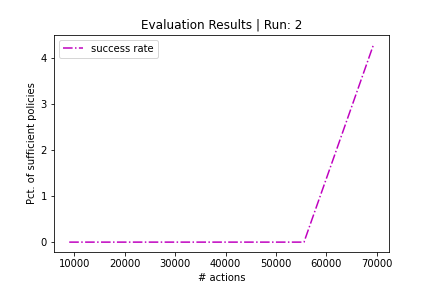 Evaluation Results | Run: 2
success rate
Pct. of sufficient policies
4
3
2
1
0
10000 20000 30000 40000 50000 60000 70000
# actions